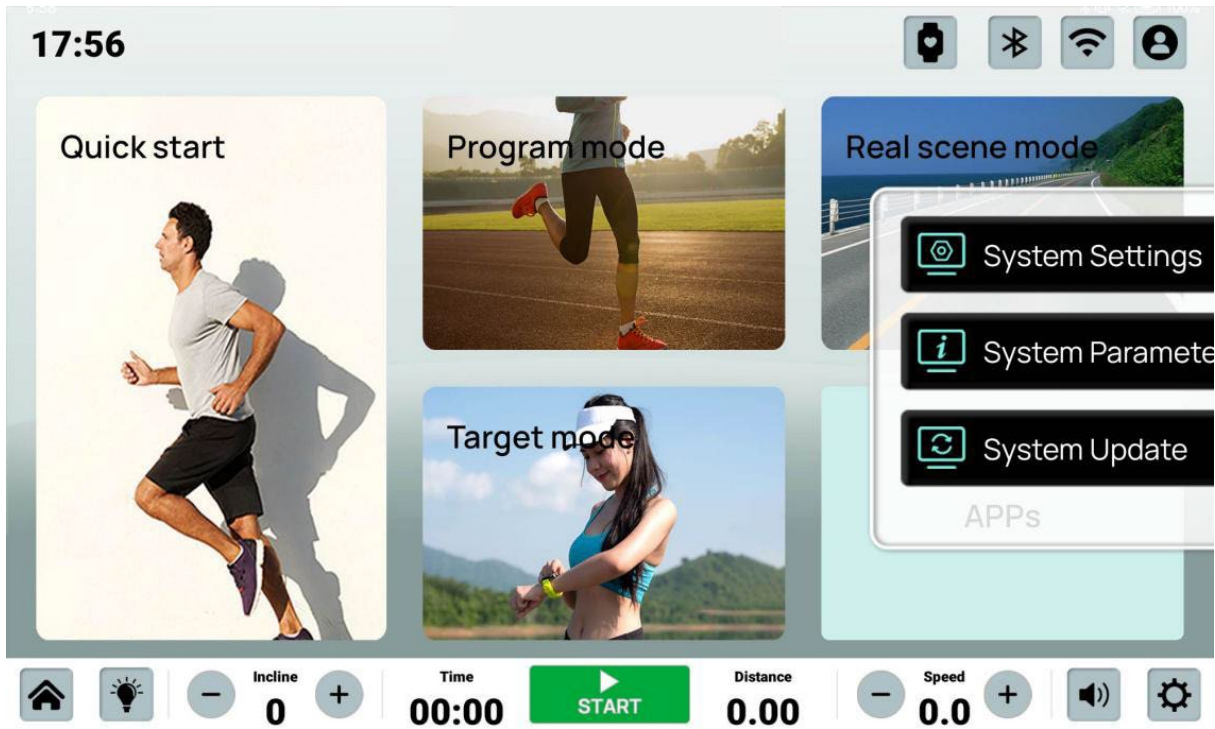 17:56
100%
Quick start
Program mode
Real scene mode
System Settings
System Paramete
Target mode
System Update
APPs
Incline
0
Time
00:00
START
Distance
0.00
Speed
0.0